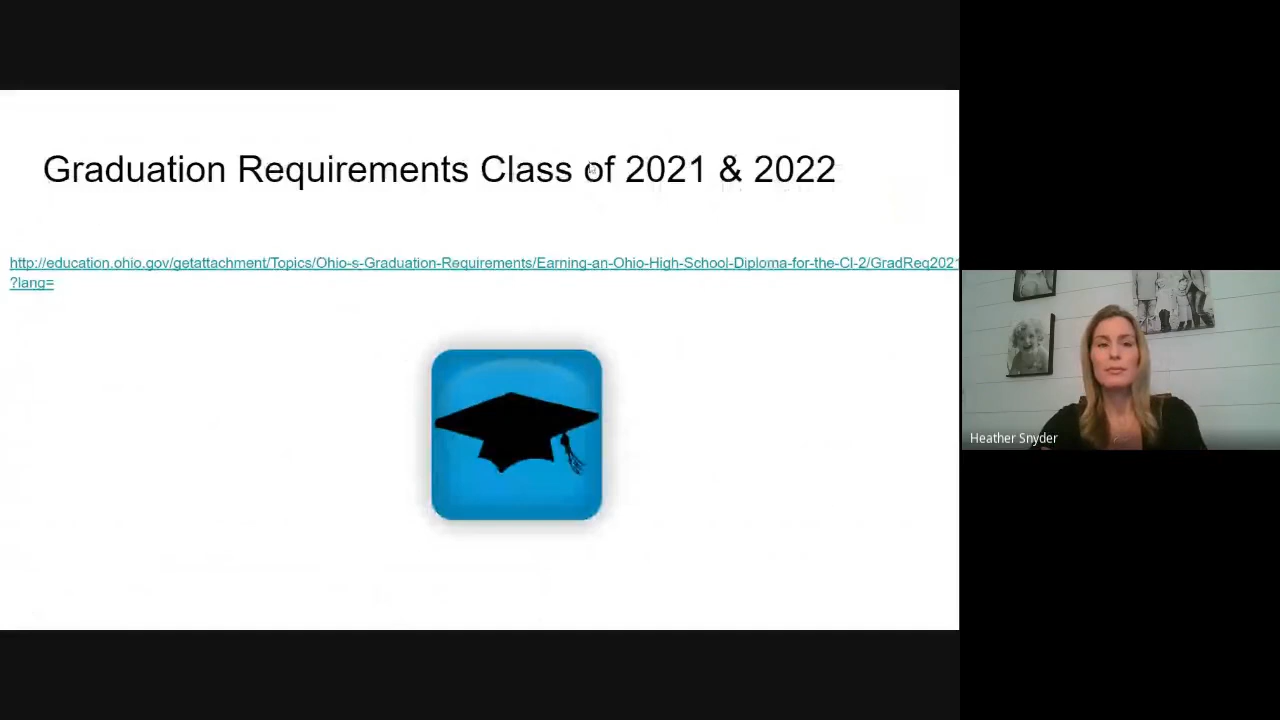 Graduation Requirements Class of 2021 & 2022
http://education.ohio.gov/getattachment/Topics/Ohio-s-Graduation-Requirements/Earning-an-Ohio-High-School-Diploma-for-the-Cl-2/GradReq2021
?lang=
Heather Snyder